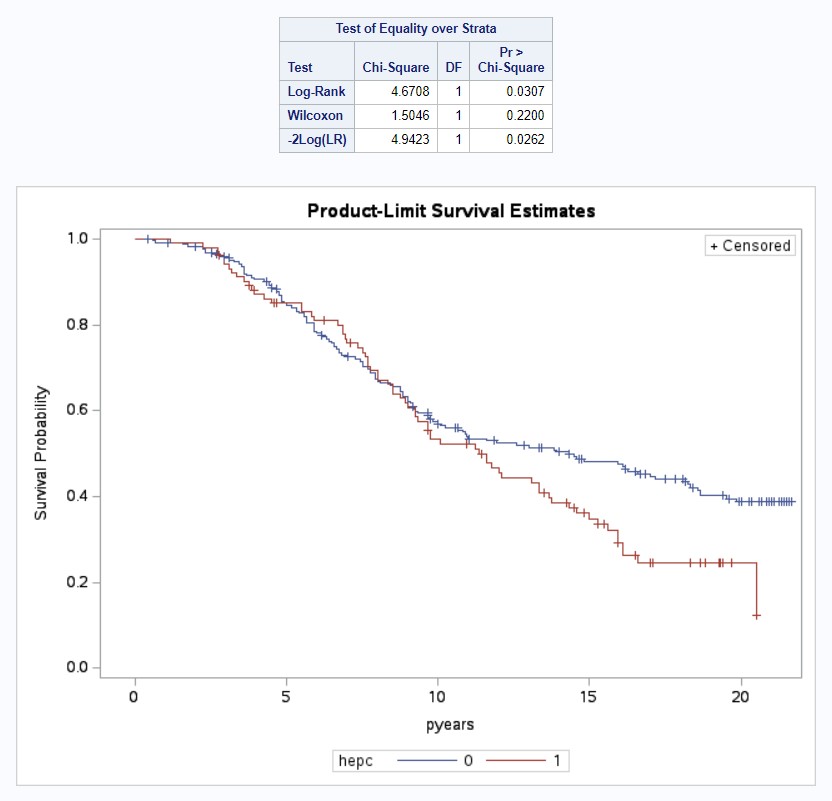 Test of Equality over Strata
Test Chi-Square DF Pr > Chi-Square
Log-Rank 4.6708 1 0.0307
Wilcoxon 1.5046 1 0.2200
-2Log(LR) 4.9423 1 0.0262
Product-Limit Survival Estimates
+ Censored
1.0
0.8
0.6
0.4
0.2
0.0
Survival Probability
0 5 10 15 20
pyears
hepc 0 1